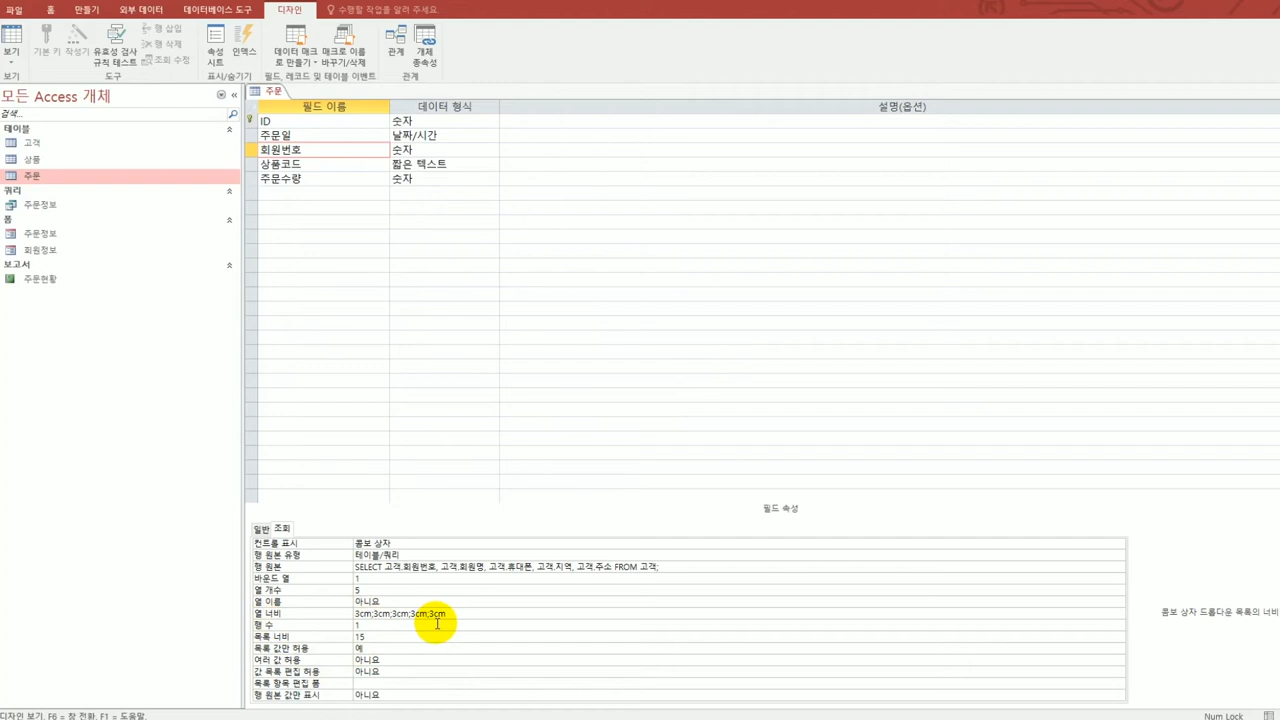 파일 홈 만들기 외부 데이터 데이터베이스 도구 디자인 수행할 작업을 알려 주세요.
보기 기본 키 작성기 유효성 검사 규칙 테스트 행 삽입 행 삭제 조회 수정 속성 시트 인덱스 데이터 매크로 만들기 매크로 이름 바꾸기/삭제 관계 개체 종속성
보기 도구 표시/숨기기 필드, 레코드 및 테이블 이벤트 관계
모든 Access 개체 «
주문
검색...
필드 이름 데이터 형식 설명(옵션)
테이블
고객
상품
주문
쿼리
주문정보
폼
주문정보
회원정보
보고서
주문현황
ID 숫자
주문일 날짜/시간
회원번호 숫자
상품코드 짧은 텍스트
주문수량 숫자
필드 속성
일반 조회
컨트롤 표시 콤보 상자
행 원본 유형 테이블/쿼리
행 원본 SELECT 고객.회원번호, 고객.회원명, 고객.휴대폰, 고객.지역, 고객.주소 FROM 고객;
바운드 열 1
열 개수 5
열 이름 아니요
열 너비 3cm;3cm;3cm;3cm;3cm
행 수 1
목록 너비 15
목록 값만 허용 예
여러 값 허용 아니요
값 목록 편집 허용 아니요
목록 항목 편집 폼
행 원본 값만 표시 아니요
콤보 상자 드롭다운 목록의 너비
디자인 보기. F6 = 창 전환. F1 = 도움말.
Num Lock